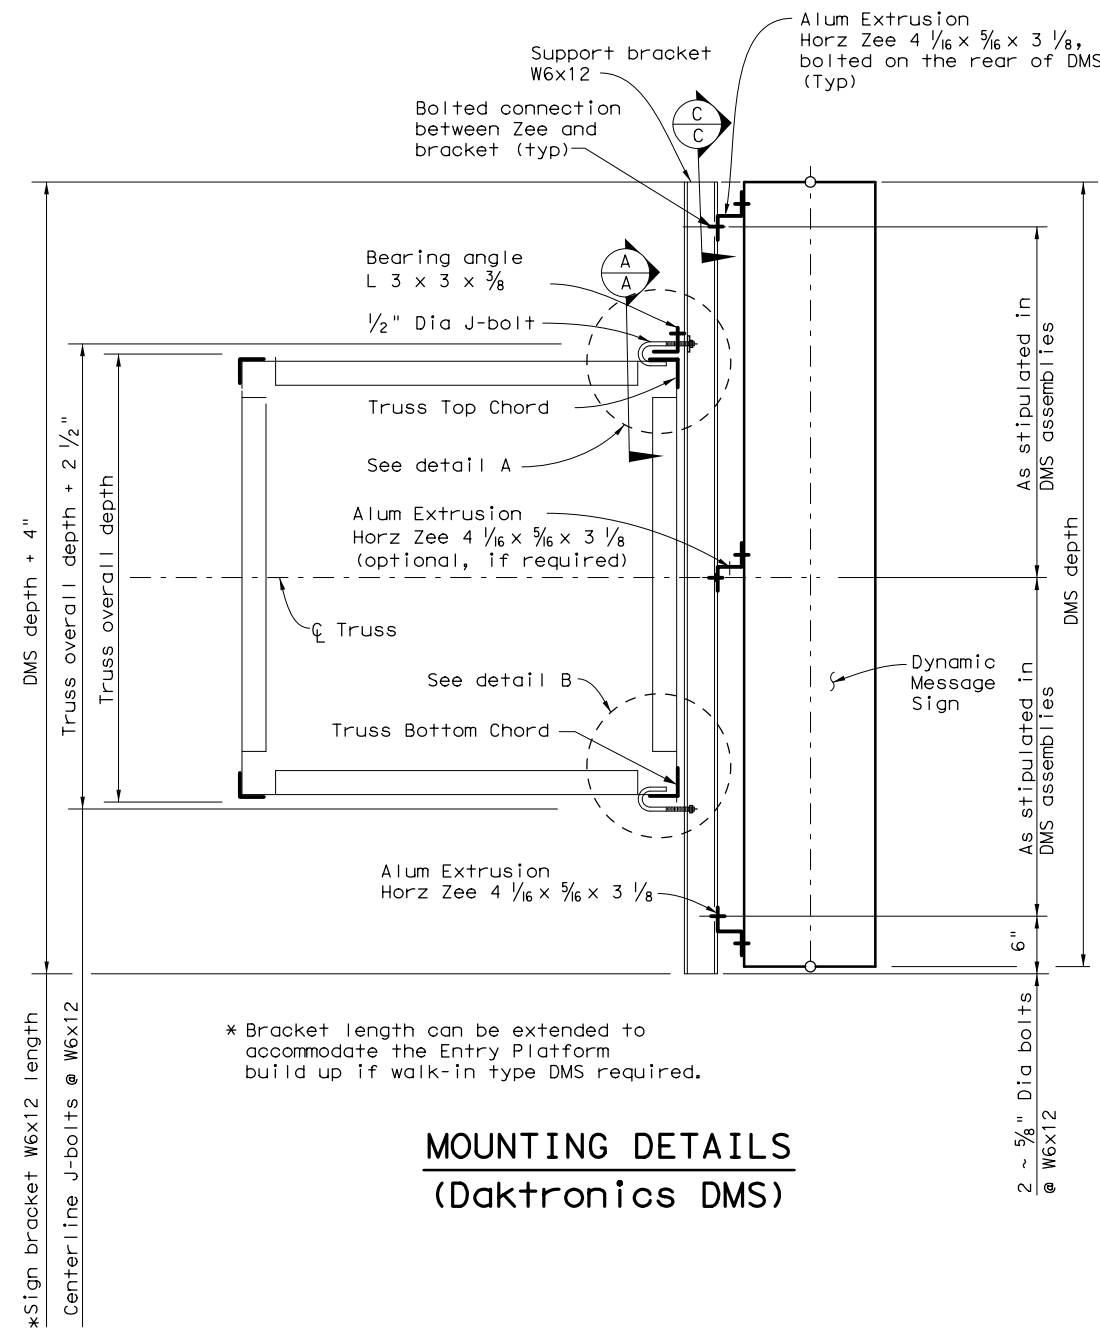 Alum Extrusion
Horz Zee 4 1/16 x 5/16 x 3 1/8,
bolted on the rear of DMS
(Typ)
Support bracket
W6x12
Bolted connection
between Zee and
bracket (typ)
C
C
Bearing angle
L 3 x 3 x 3/8
A
A
1/2" Dia J-bolt
Truss Top Chord
See detail A
Alum Extrusion
Horz Zee 4 1/16 x 5/16 x 3 1/8
(optional, if required)
℄ Truss
See detail B
Truss Bottom Chord
Dynamic
Message
Sign
Alum Extrusion
Horz Zee 4 1/16 x 5/16 x 3 1/8
DMS depth + 4"
Truss overall depth + 2 1/2"
Truss overall depth
As stipulated in
DMS assemblies
DMS depth
As stipulated in
DMS assemblies
6"
2 ~ 5/8" Dia bolts
@ W6x12
*Sign bracket W6x12 length
Centerline J-bolts @ W6x12
* Bracket length can be extended to
accommodate the Entry Platform
build up if walk-in type DMS required.
MOUNTING DETAILS
(Daktronics DMS)